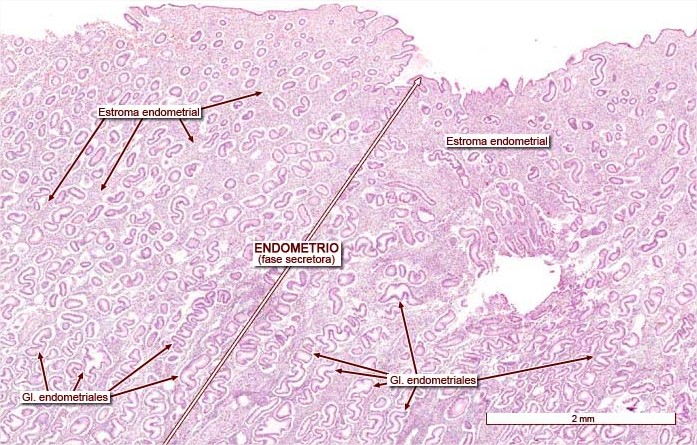 Estroma endometrial
Estroma endometrial
ENDOMETRIO
(fase secretora)
Gl. endometriales
Gl. endometriales
2 mm